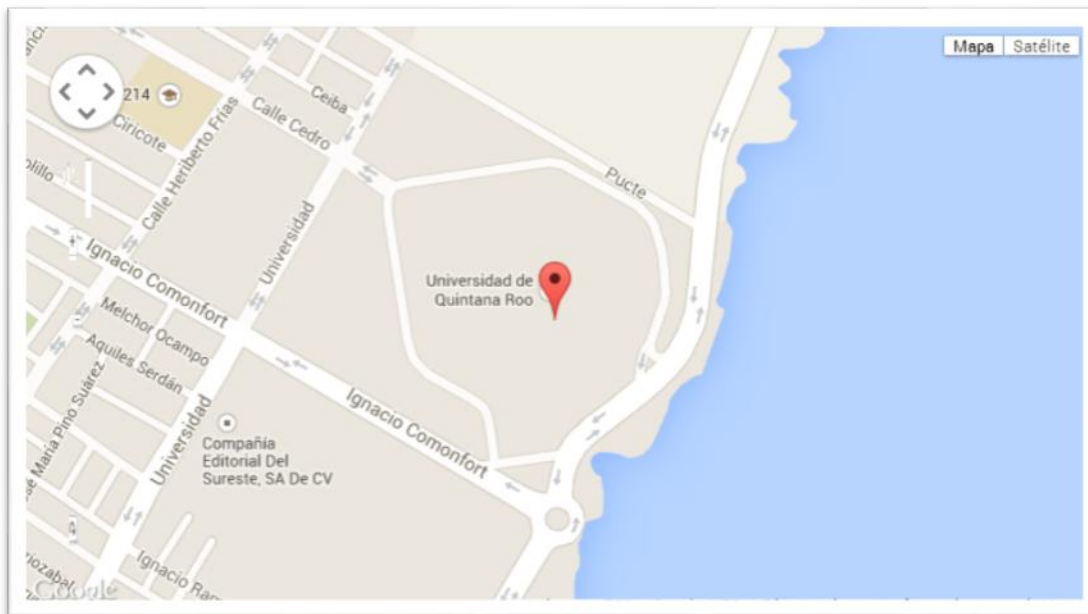 Mapa
Satélite
214
Ciricote
Calle Heriberto Frías
Calle Cedro
Ceiba
Pucte
Universidad
Ignacio Comonfort
Universidad de
Quintana Roo
Melchor Ocampo
Aquiles Serdán
María Pino Suárez
Universidad
Ignacio Comonfort
Compañía
Editorial Del
Sureste, SA De CV
Ignacio
Google